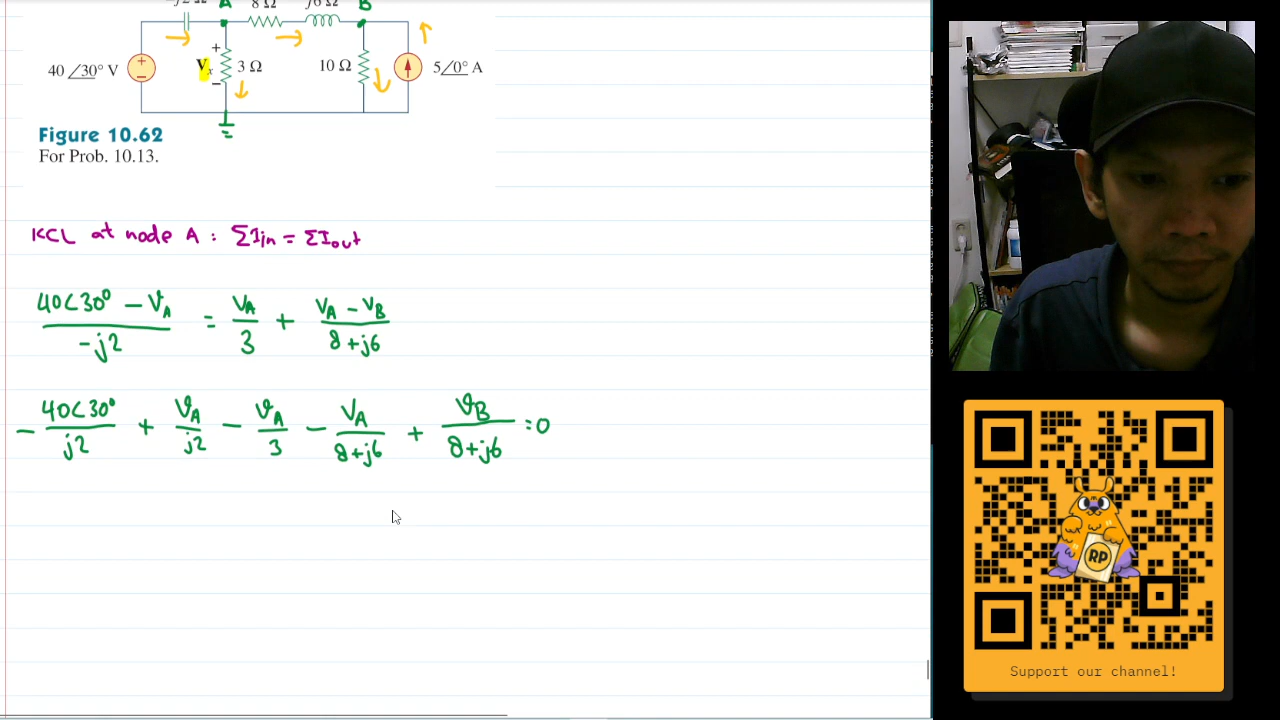 -j2 Ω A 8 Ω j6 Ω B
+
40 ∠30° V + − Vx 3 Ω 10 Ω 5∠0° A
−
Figure 10.62
For Prob. 10.13.
KCL at node A : ΣIin = ΣIout
40<30° − VA / −j2 = VA / 3 + VA − VB / 8+j6
− 40<30° / j2 + VA / j2 − VA / 3 − VA / 8+j6 + VB / 8+j6 = 0
RP
Support our channel!